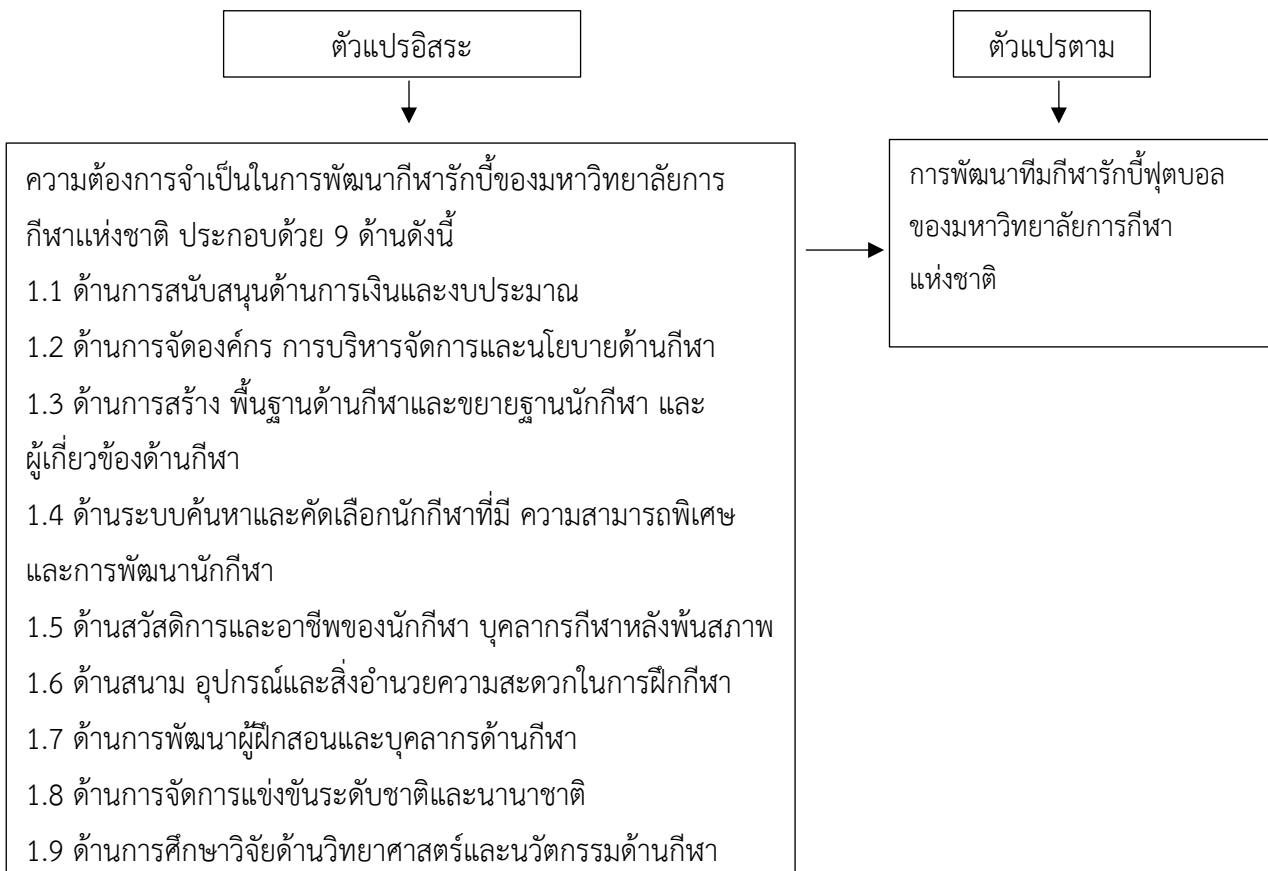 ตัวแปรอิสระ
ตัวแปรตาม
ความต้องการจำเป็นในการพัฒนากีฬารักบี้ของมหาวิทยาลัยการ
กีฬาแห่งชาติ ประกอบด้วย 9 ด้านดังนี้
1.1 ด้านการสนับสนุนด้านการเงินและงบประมาณ
1.2 ด้านการจัดองค์กร การบริหารจัดการและนโยบายด้านกีฬา
1.3 ด้านการสร้าง พื้นฐานด้านกีฬาและขยายฐานนักกีฬา และ
ผู้เกี่ยวข้องด้านกีฬา
1.4 ด้านระบบค้นหาและคัดเลือกนักกีฬาที่มี ความสามารถพิเศษ
และการพัฒนานักกีฬา
1.5 ด้านสวัสดิการและอาชีพของนักกีฬา บุคลากรกีฬาหลังพ้นสภาพ
1.6 ด้านสนาม อุปกรณ์และสิ่งอำนวยความสะดวกในการฝึกกีฬา
1.7 ด้านการพัฒนาผู้ฝึกสอนและบุคลากรด้านกีฬา
1.8 ด้านการจัดการแข่งขันระดับชาติและนานาชาติ
1.9 ด้านการศึกษาวิจัยด้านวิทยาศาสตร์และนวัตกรรมด้านกีฬา
การพัฒนาทีมกีฬารักบี้ฟุตบอล
ของมหาวิทยาลัยการกีฬา
แห่งชาติ